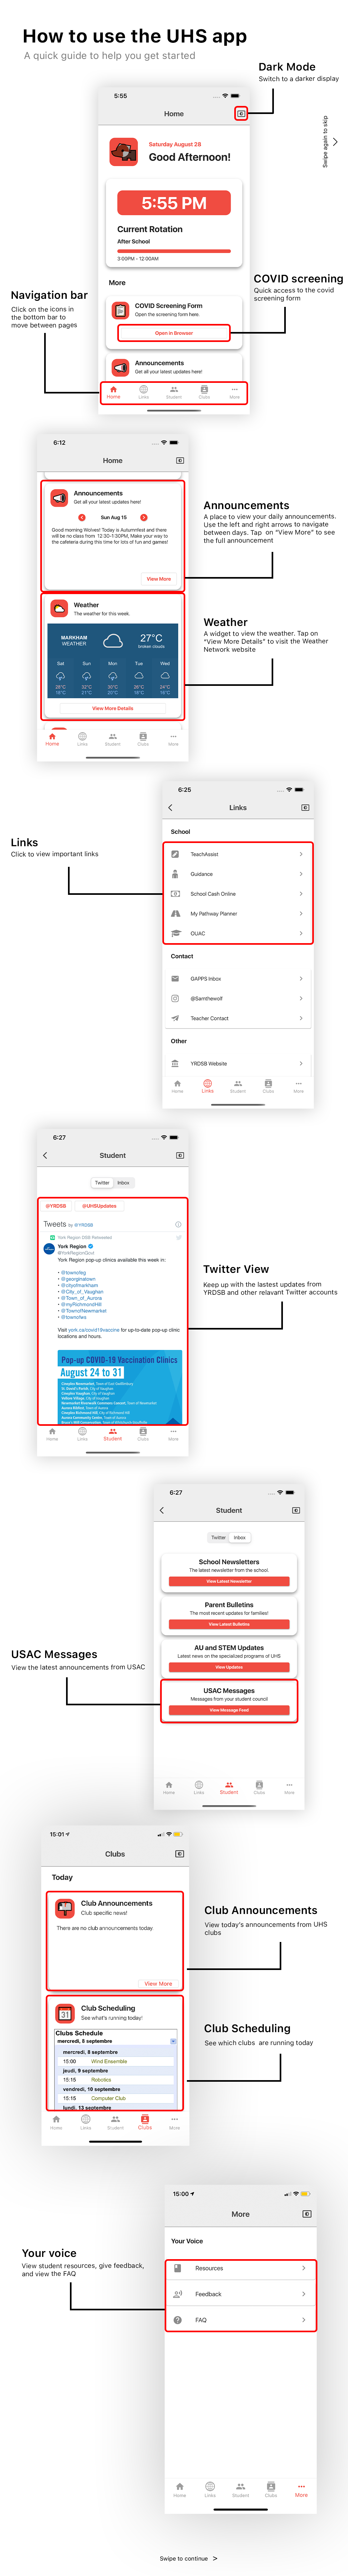 How to use the UHS app
A quick guide to help you get started
Dark Mode
Switch to a darker display
Swipe again to skip
5:55
Home
Saturday August 28
Good Afternoon!
5:55 PM
Current Rotation
After School
3:00PM - 12:00AM
More
COVID Screening Form
Open the screening form here.
Open in Browser
Announcements
Get all your latest updates here!
Home
Links
Student
Clubs
More
COVID screening
Quick access to the covid
screening form
Navigation bar
Click on the icons in
the bottom bar to
move between pages
6:12
Home
Announcements
Get all your latest updates here!
Sun Aug 15
Good morning Wolves! Today is Autumnfest and there
will be no class from 12:30-1:30PM, Make your way to
the cafeteria during this time for lots of fun and games!
View More
Weather
The weather for this week.
MARKHAM
WEATHER
27°C
broken clouds
Sat
Sun
Mon
Tue
Wed
28°C
32°C
30°C
26°C
24°C
View More Details
Home
Links
Student
Clubs
More
Announcements
A place to view your daily announcements.
Use the left and right arrows to navigate
between days. Tap on "View More" to see
the full announcement
Weather
A widget to view the weather. Tap on
"View More Details" to visit the Weather
Network website
Links
Click to view important links
6:25
Links
School
TeachAssist
Guidance
School Cash Online
My Pathway Planner
OUAC
Contact
GAPPS Inbox
@Samthewolf
Teacher Contact
Other
YRDSB Website
Home
Links
Student
Clubs
More
6:27
Student
Twitter
Inbox
@YRDSB
@UHSUpdates
Tweets by @YRDSB
York Region DSB Retweeted
York Region
@YorkRegionGovt
York Region pop-up clinics available this week in:
• @townofeg
• @georginatown
• @cityofmarkham
• @City_of_Vaughan
• @Town_of_Aurora
• @myRichmondHill
• @TownofNewmarket
• @townofws
Visit york.ca/covid19vaccine for up-to-date pop-up clinic
locations and hours.
Pop-up COVID-19 Vaccination Clinics
August 24 to 31
Home
Links
Student
Clubs
More
Twitter View
Keep up with the lastest updates from
YRDSB and other relavant Twitter accounts
6:27
Student
Twitter
Inbox
School Newsletters
The latest newsletter from the school.
View Latest Newsletter
Parent Bulletins
The most recent updates for families!
View Latest Bulletins
AU and STEM Updates
Latest news on the specialized programs of UHS
View Updates
USAC Messages
Messages from your student council
View Message Feed
Home
Links
Student
Clubs
More
USAC Messages
View the latest announcements from USAC
15:01
Clubs
Today
Club Announcements
Club specific news!
There are no club announcements today
View More
Club Scheduling
See what's running today!
Clubs Schedule
mercredi, 8 septembre
mercredi, 8 septembre
15:00 Wind Ensemble
jeudi, 9 septembre
15:15 Robotics
vendredi, 10 septembre
15:15 Computer Club
lundi, 13 septembre
Home
Links
Student
Clubs
More
Club Announcements
View today's announcements from UHS
clubs
Club Scheduling
See which clubs are running today
15:00
More
Your Voice
Resources
Feedback
FAQ
Home
Links
Student
Clubs
More
Your voice
View student resources, give feedback,
and view the FAQ
Swipe to continue >